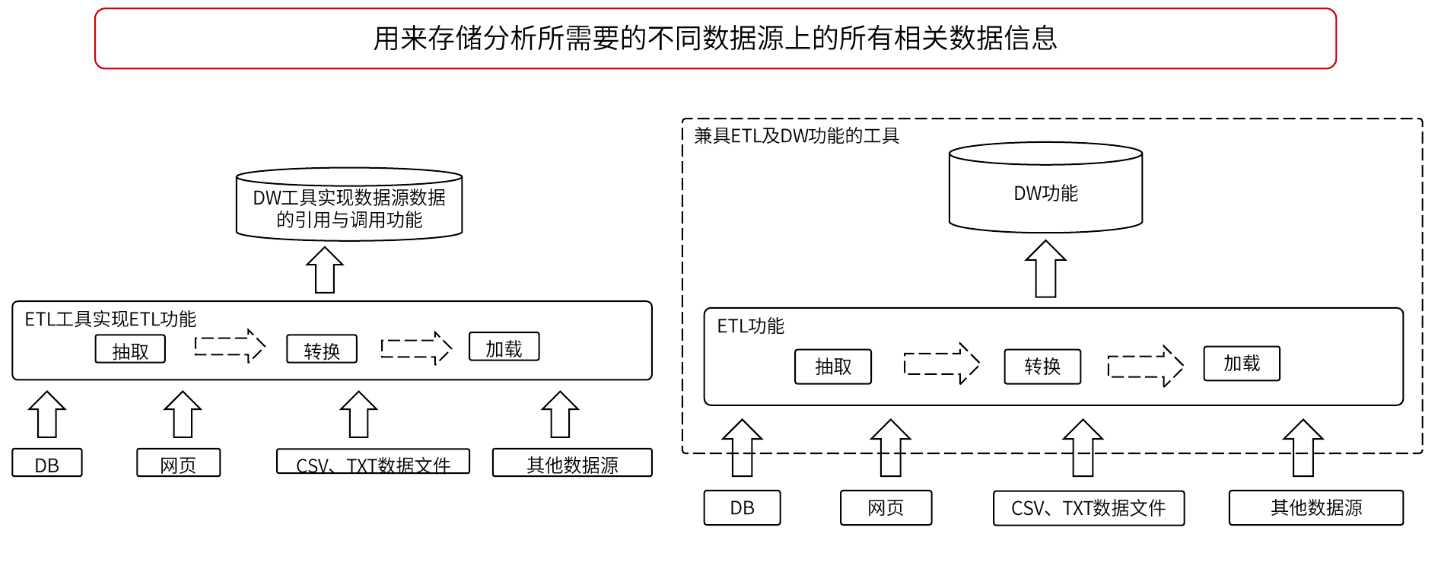 用来存储分析所需要的不同数据源上的所有相关数据信息
DW工具实现数据源数据
的引用与调用功能
ETL工具实现ETL功能
抽取
转换
加载
DB
网页
CSV、TXT数据文件
其他数据源
兼具ETL及DW功能的工具
DW功能
ETL功能
抽取
转换
加载
DB
网页
CSV、TXT数据文件
其他数据源